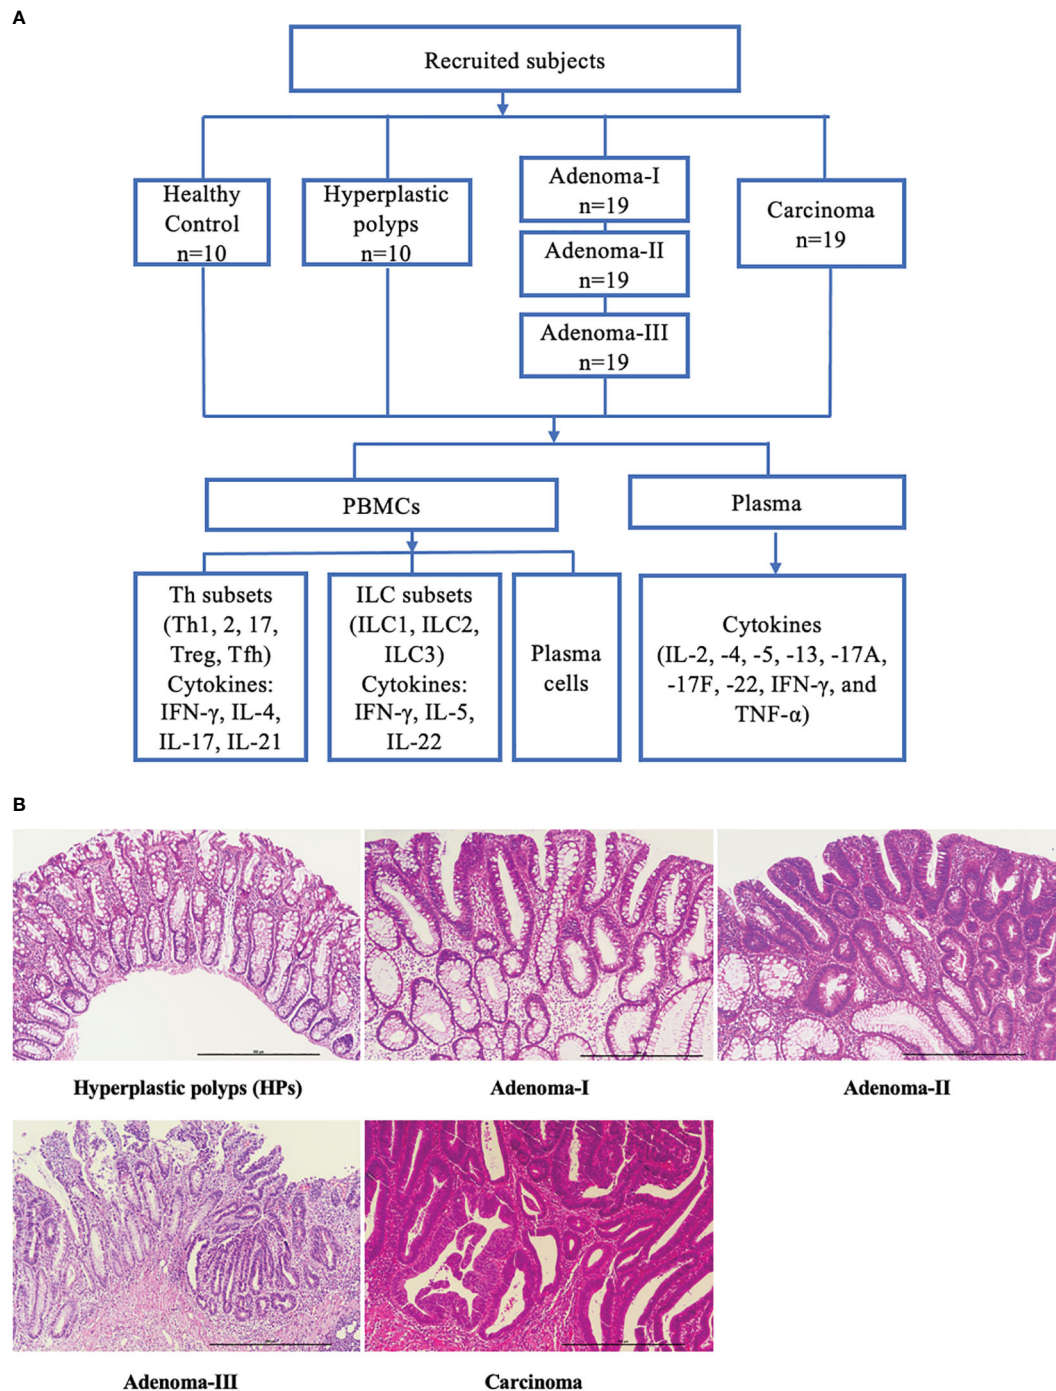 A
Recruited subjects
Healthy
Control
n=10
Hyperplastic
polyps
n=10
Adenoma-I
n=19
Adenoma-II
n=19
Adenoma-III
n=19
Carcinoma
n=19
PBMCs
Plasma
Th subsets
(Th1, 2, 17,
Treg, Tfh)
Cytokines:
IFN-γ, IL-4,
IL-17, IL-21
ILC subsets
(ILC1, ILC2,
ILC3)
Cytokines:
IFN-γ, IL-5,
IL-22
Plasma
cells
Cytokines
(IL-2, -4, -5, -13, -17A,
-17F, -22, IFN-γ, and
TNF-α)
B
Hyperplastic polyps (HPs)
Adenoma-I
Adenoma-II
Adenoma-III
Carcinoma